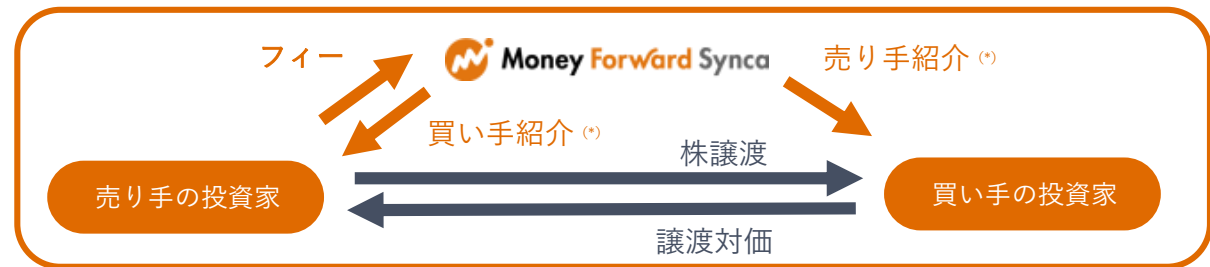 フィー
Money Forward Synca
売り手紹介 (*)
買い手紹介 (*)
株譲渡
売り手の投資家
買い手の投資家
譲渡対価